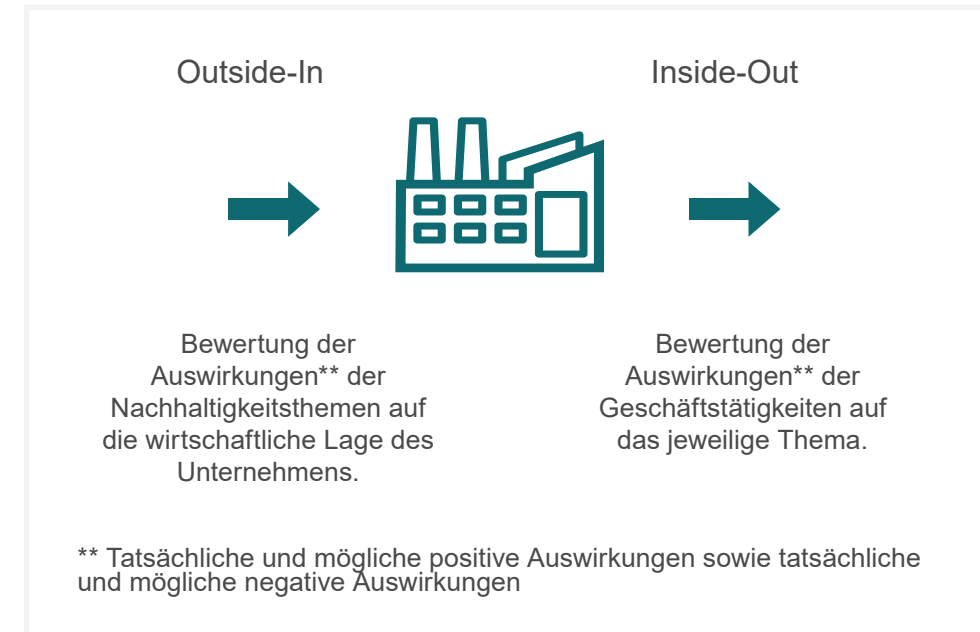 Outside-In
Inside-Out
Bewertung der
Auswirkungen** der
Nachhaltigkeitsthemen auf
die wirtschaftliche Lage des
Unternehmens.
Bewertung der
Auswirkungen** der
Geschäftstätigkeiten auf
das jeweilige Thema.
** Tatsächliche und mögliche positive Auswirkungen sowie tatsächliche
und mögliche negative Auswirkungen